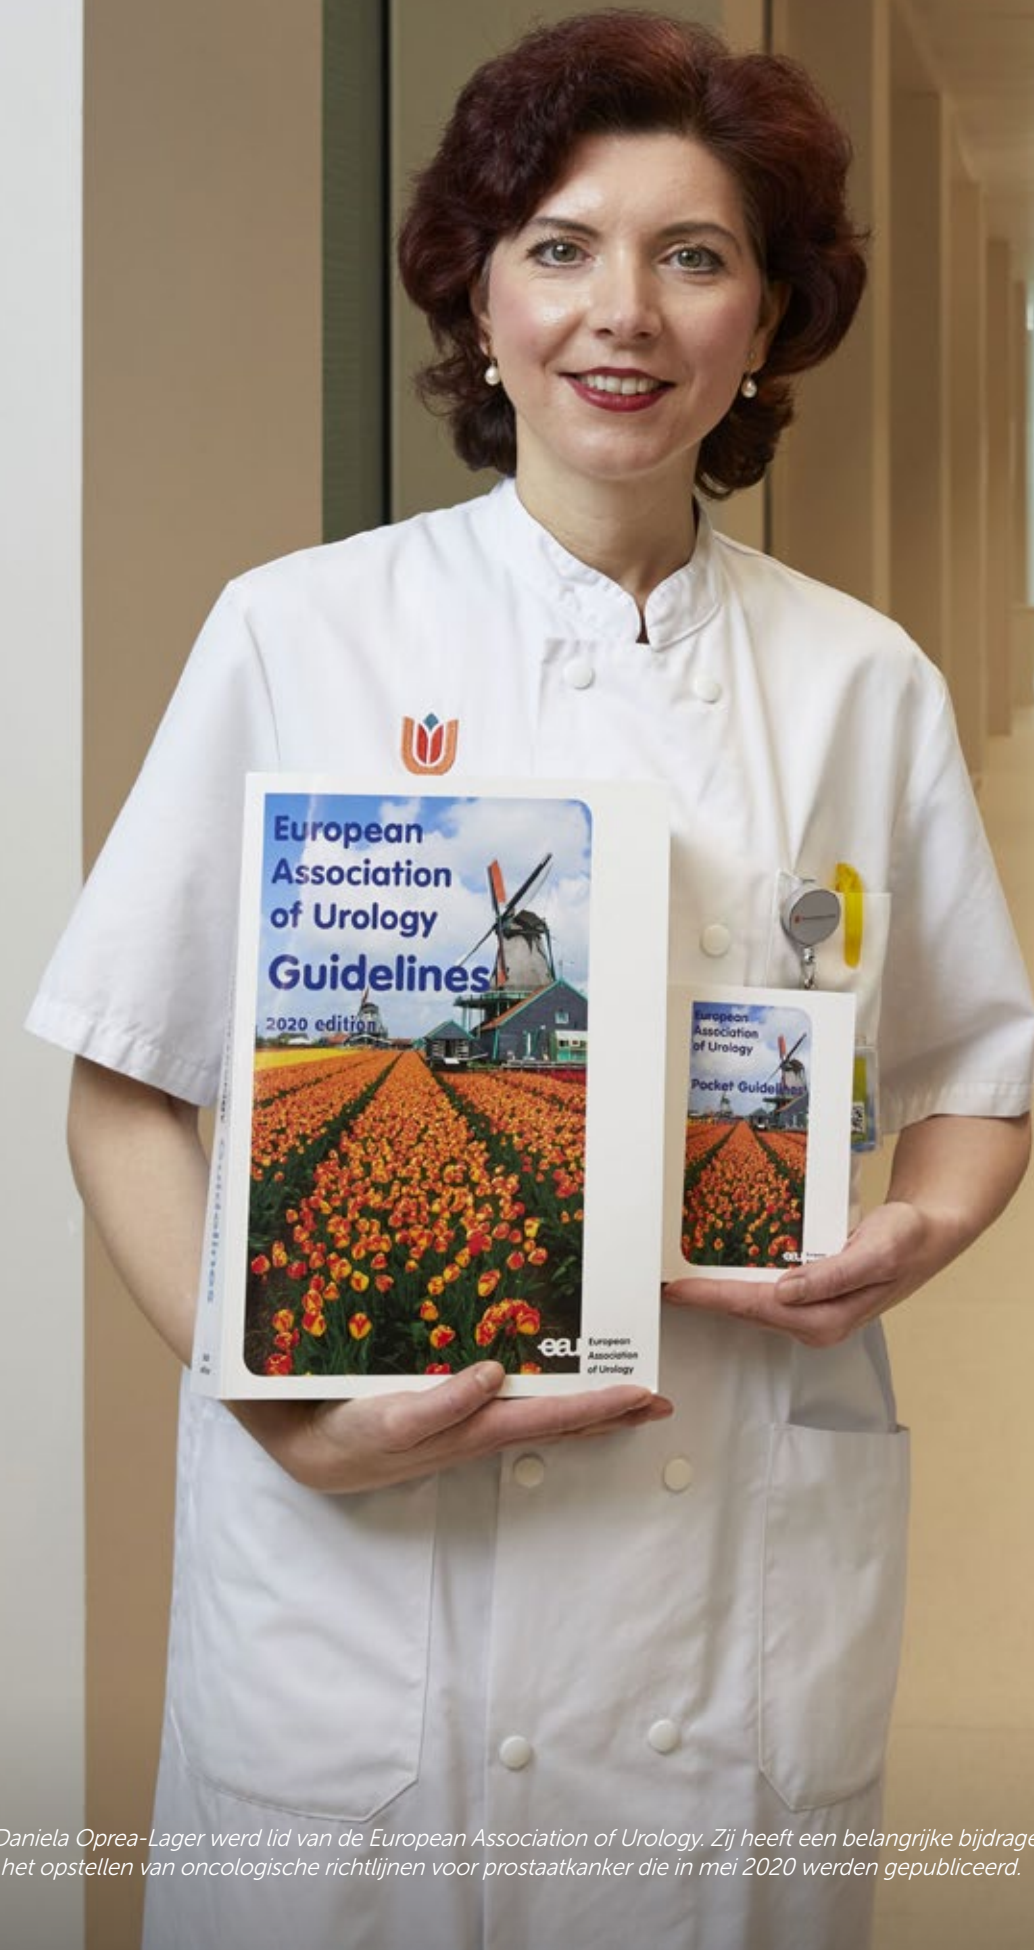 European
Association
of Urology
Guidelines
2020 edition
European
Association
of Urology
Pocket Guidelines
eau
European
Association
of Urology
eau
Daniela Oprea-Lager werd lid van de European Association of Urology. Zij heeft een belangrijke bijdrage
het opstellen van oncologische richtlijnen voor prostaatkanker die in mei 2020 werden gepubliceerd.